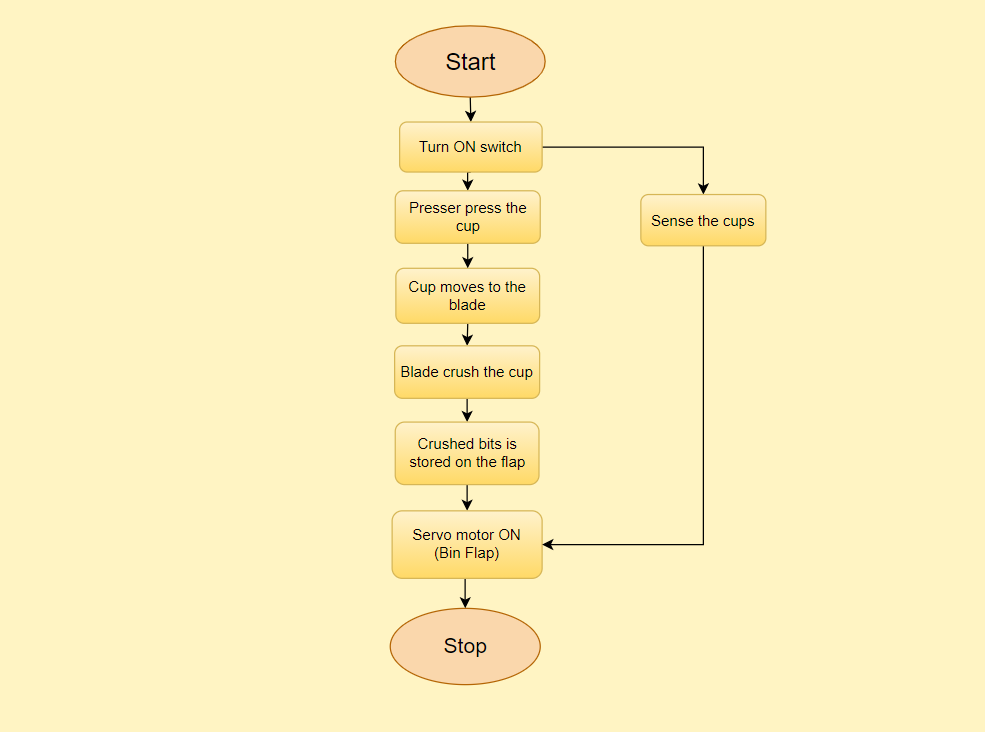 Start
Turn ON switch
Presser press the
cup
Sense the cups
Cup moves to the
blade
Blade crush the cup
Crushed bits is
stored on the flap
Servo motor ON
(Bin Flap)
Stop